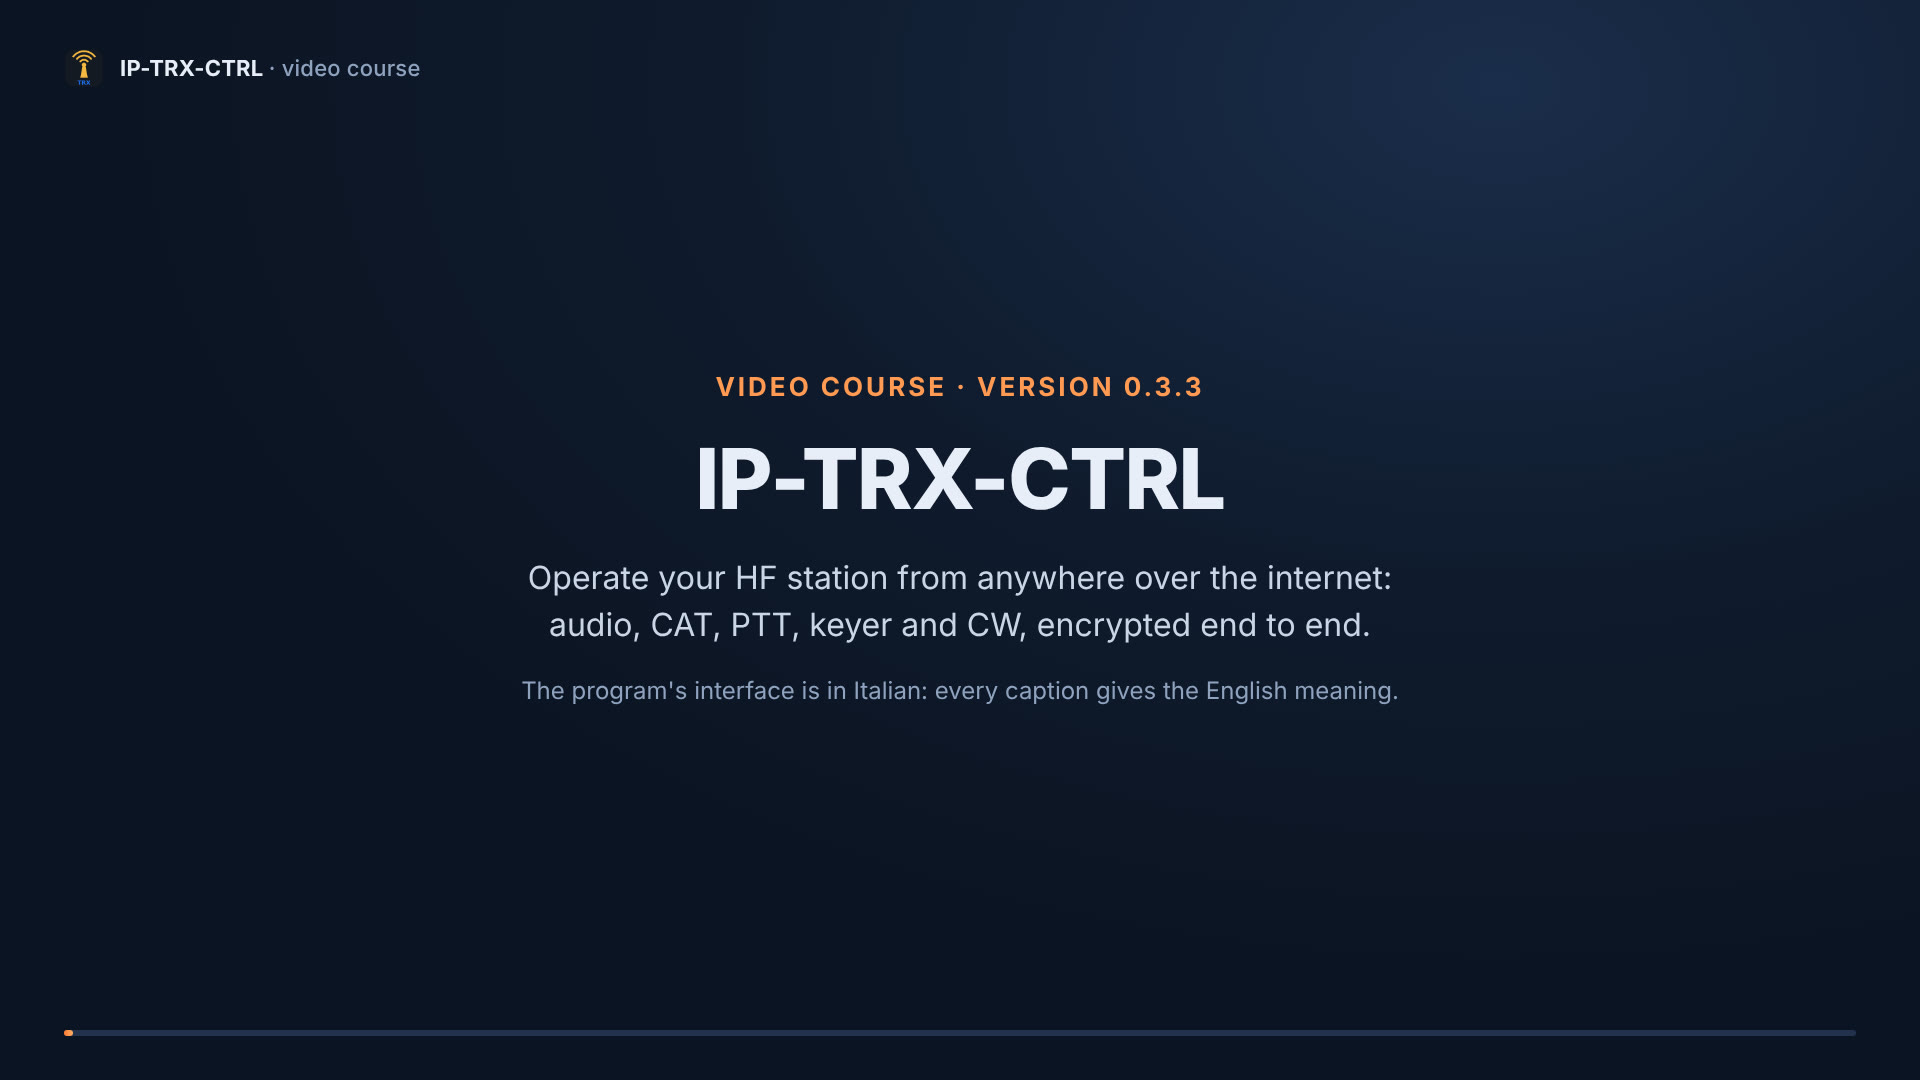 TRX
IP-TRX-CTRL · video course
VIDEO COURSE · VERSION 0.3.3
IP-TRX-CTRL
Operate your HF station from anywhere over the internet:
audio, CAT, PTT, keyer and CW, encrypted end to end.
The program's interface is in Italian: every caption gives the English meaning.